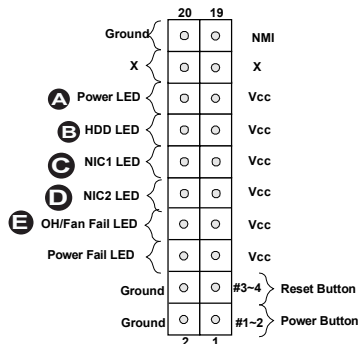 20 19
Ground NMI
X X
A Power LED Vcc
B HDD LED Vcc
C NIC1 LED Vcc
D NIC2 LED Vcc
E OH/Fan Fail LED Vcc
Power Fail LED Vcc
Ground #3~4 Reset Button
Ground #1~2 Power Button
2 1